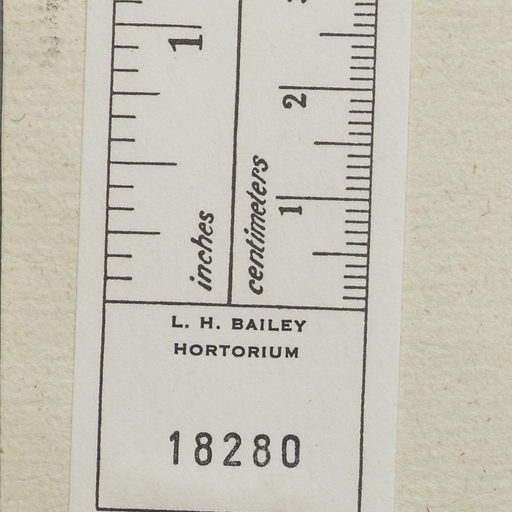 1
2
1
inches
centimeters
L. H. BAILEY
HORTORIUM
18280